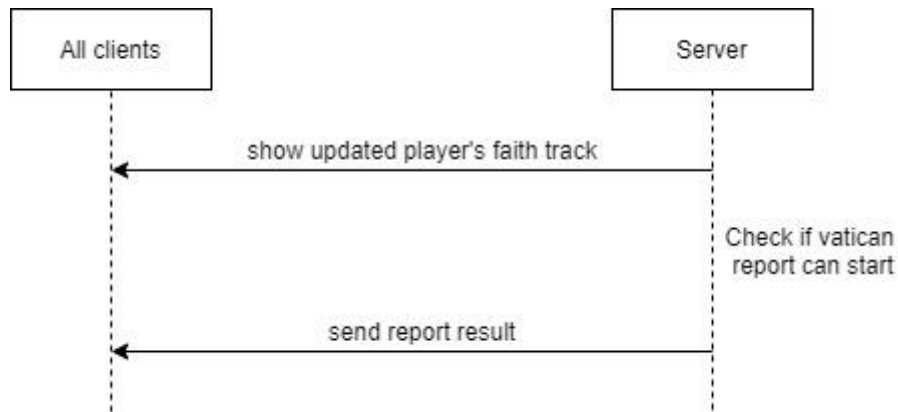 All clients
Server
show updated player's faith track
Check if vatican
report can start
send report result